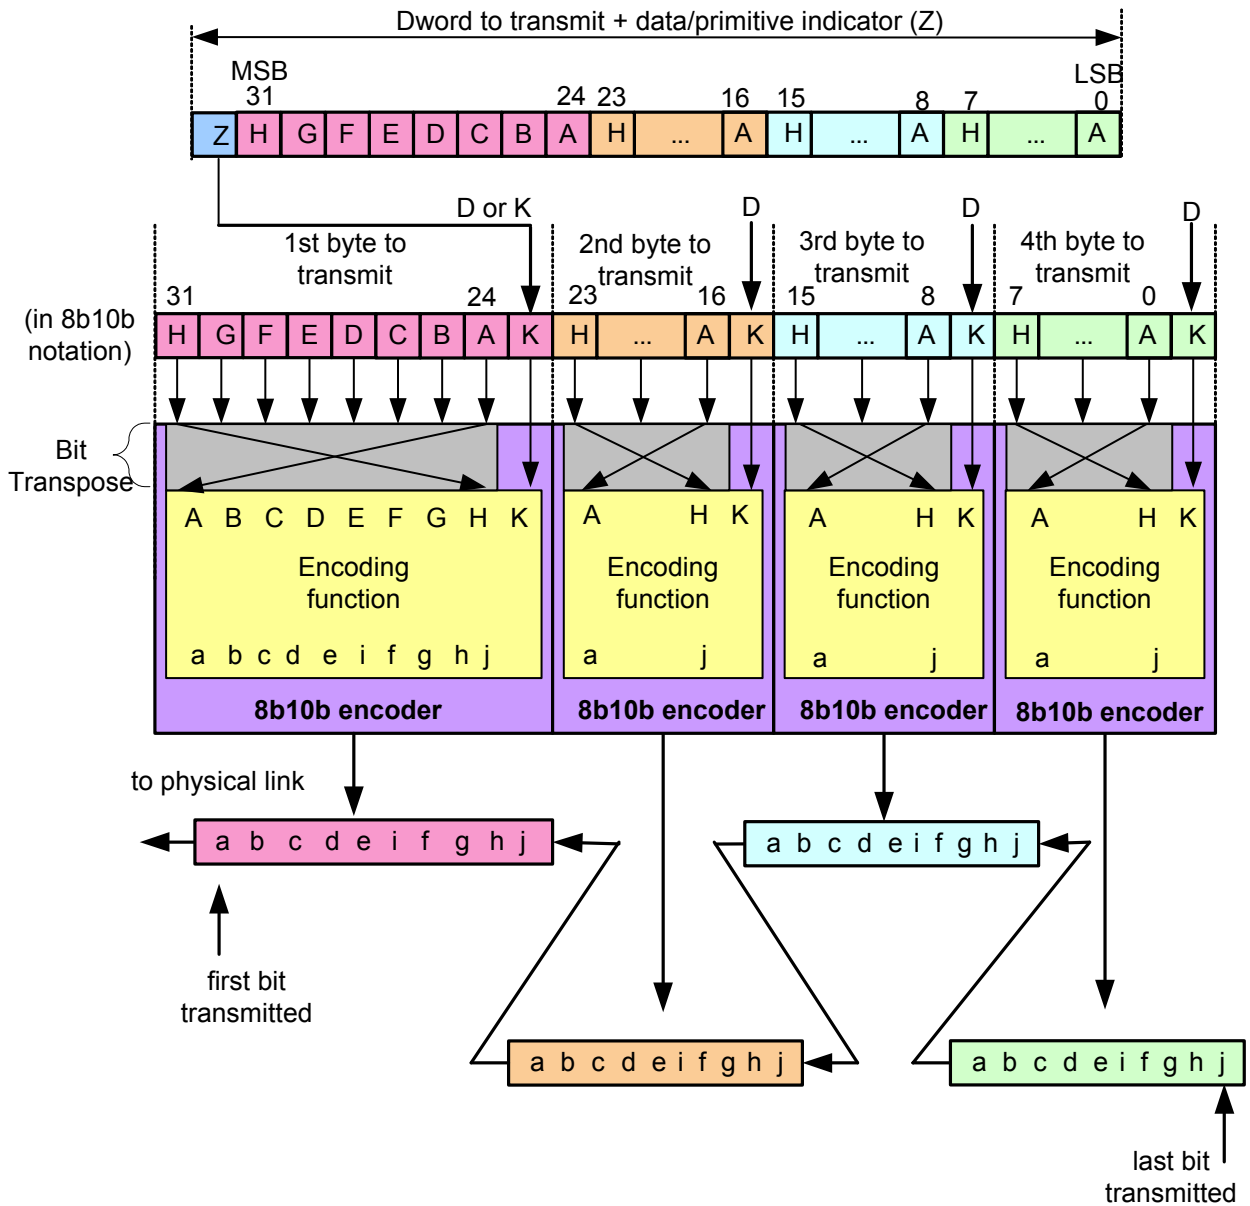 Dword to transmit + data/primitive indicator (Z)
MSB LSB
31 24 23 16 15 8 7 0
Z H G F E D C B A H ... A H ... A H ... A
D or K D D D
1st byte to transmit
2nd byte to transmit
3rd byte to transmit
4th byte to transmit
31 24 23 16 15 8 7 0
(in 8b10b notation)
H G F E D C B A K H ... A K H ... A K H ... A K
Bit Transpose
A B C D E F G H K A H K A H K A H K
Encoding function
Encoding function
Encoding function
Encoding function
a b c d e i f g h j a j a j a j
8b10b encoder 8b10b encoder 8b10b encoder 8b10b encoder
to physical link
a b c d e i f g h j
a b c d e i f g h j
first bit transmitted
a b c d e i f g h j
a b c d e i f g h j
last bit transmitted